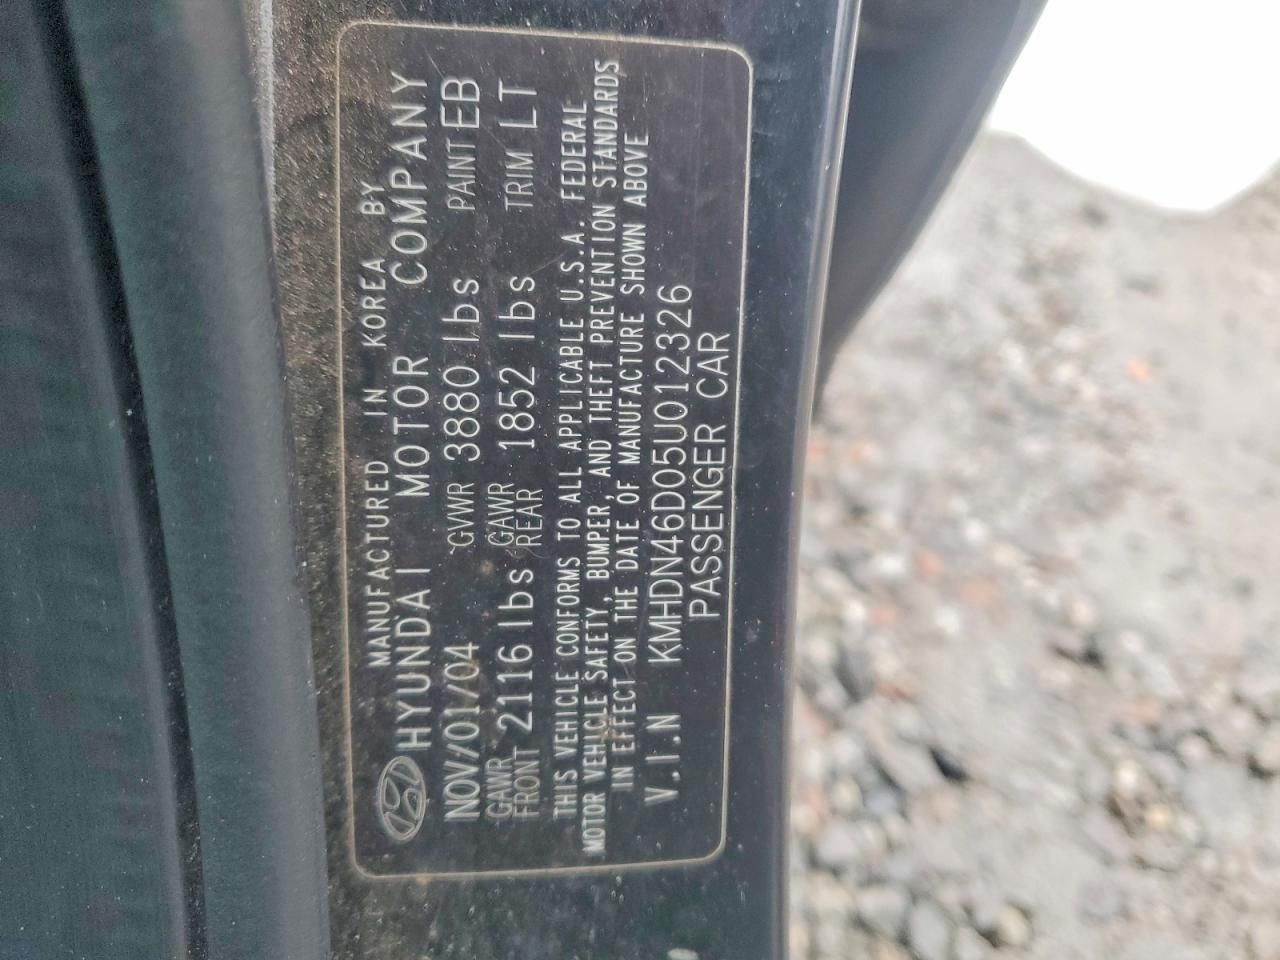 MANUFACTURED IN KOREA BY
HYUNDAI MOTOR COMPANY
NOV/01/04 GVWR 3880 lbs PAINT EB
GAWR FRONT 2116 lbs GAWR REAR 1852 lbs TRIM LT
THIS VEHICLE CONFORMS TO ALL APPLICABLE U.S.A. FEDERAL
MOTOR VEHICLE SAFETY, BUMPER, AND THEFT PREVENTION STANDARDS
IN EFFECT ON THE DATE OF MANUFACTURE SHOWN ABOVE
V.I.N KMHDN46D05U012326
PASSENGER CAR